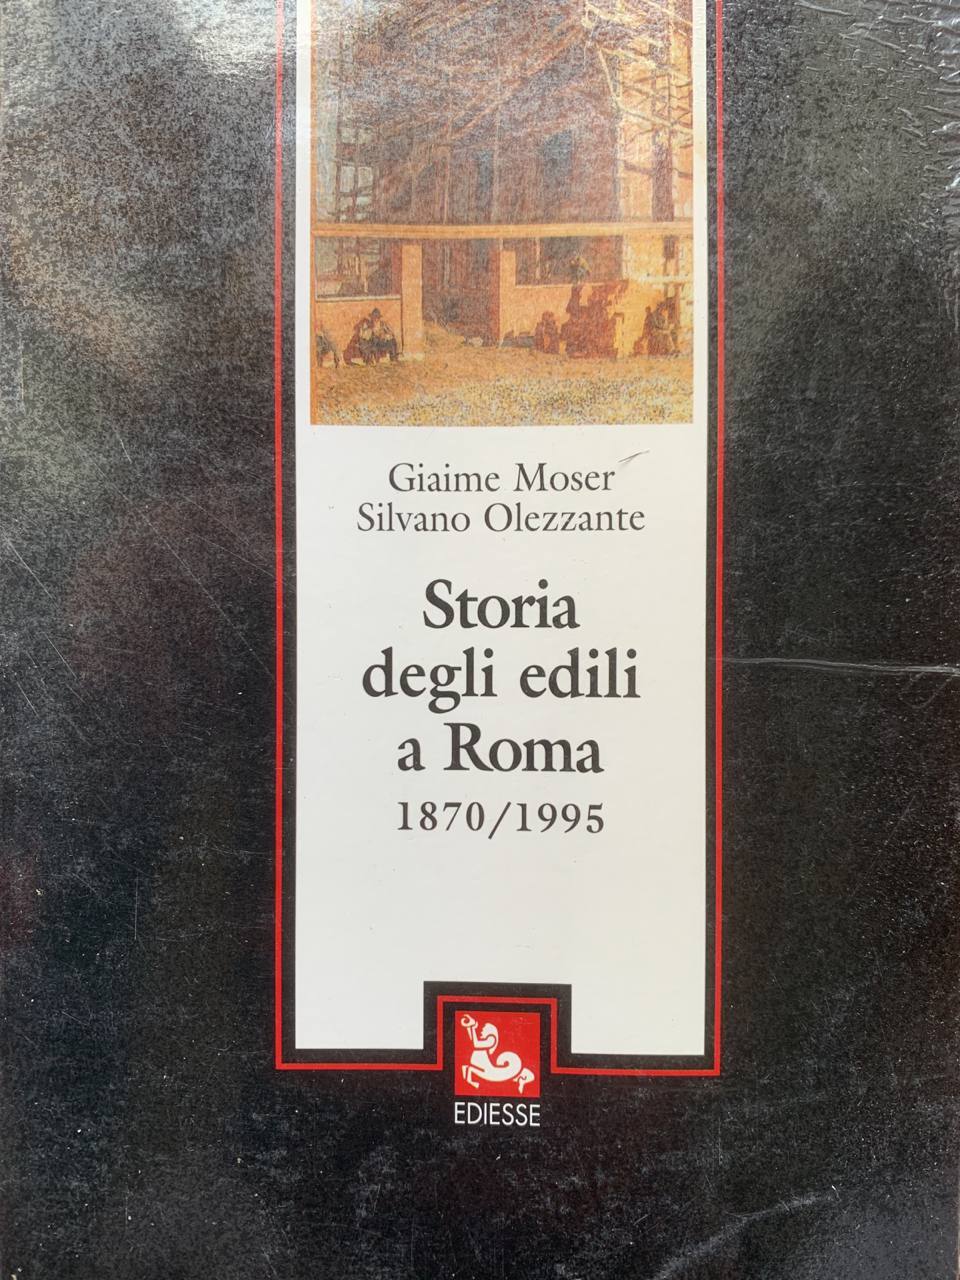 Giaime Moser
Silvano Olezzante
Storia
degli edili
a Roma
1870/1995
EDIESSE